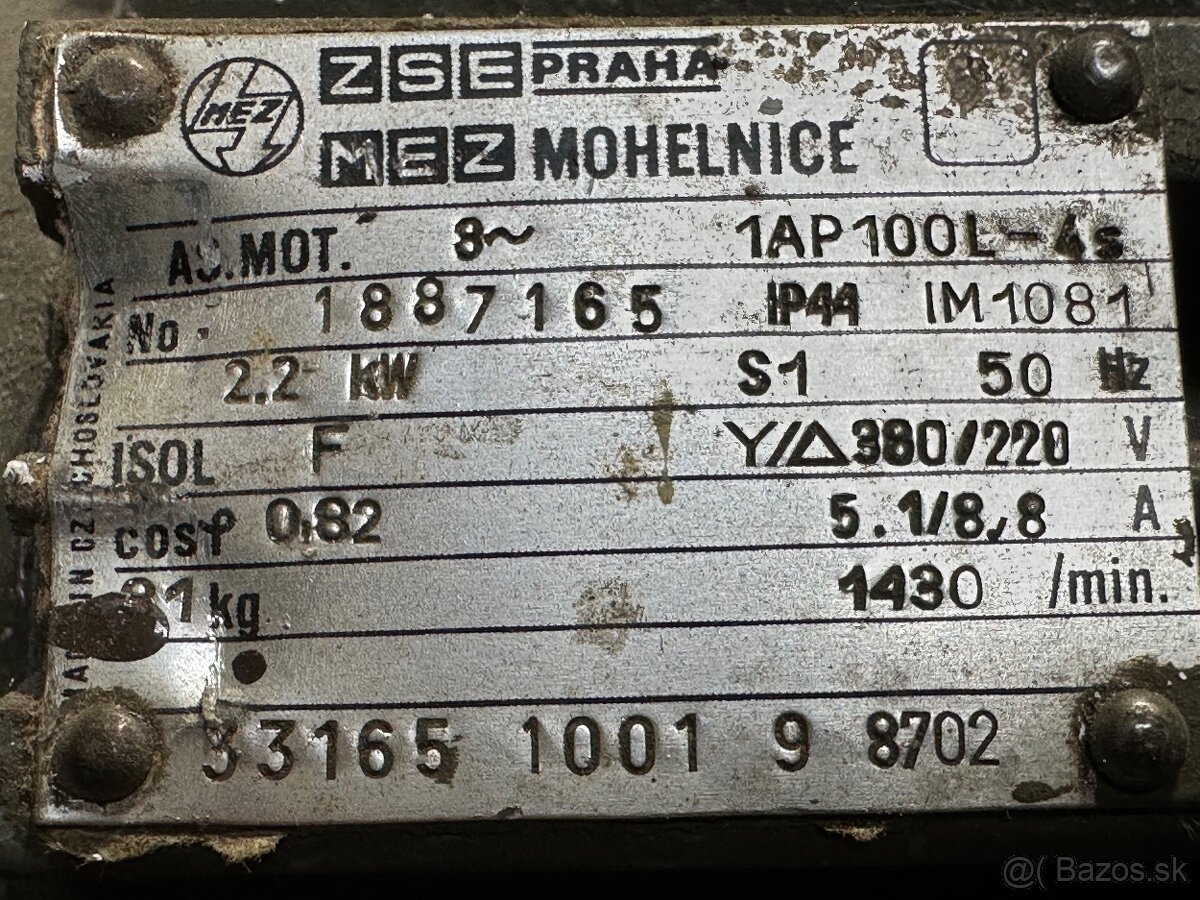 MEZ
ZSE PRAHA
MEZ MOHELNICE
AS.MOT. 3~ 1AP100L-4s
No. 1887165 IP44 IM1081
2.2 kW S1 50 Hz
ISOL F Y/Δ380/220 V
cosφ 0,82 5.1/8,8 A
kg 1430 /min.
33165 1001 9 8702
IN CZECHOSLOVAKIA
@( Bazos.sk